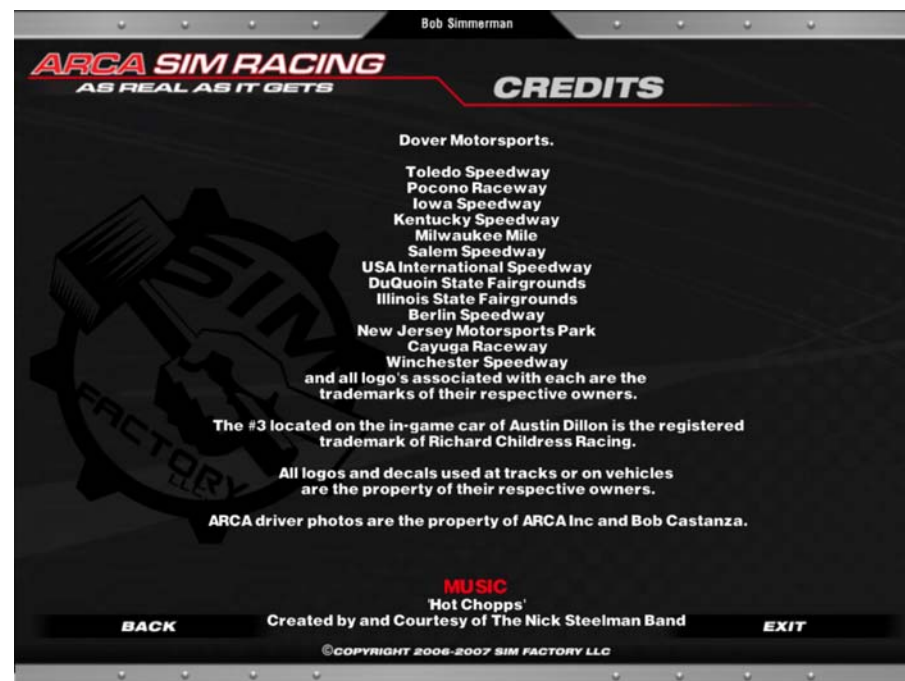 Bob Simmerman
ARCA SIM RACING
AS REAL AS IT GETS
CREDITS
Dover Motorsports.
Toledo Speedway
Pocono Raceway
Iowa Speedway
Kentucky Speedway
Milwaukee Mile
Salem Speedway
USA International Speedway
DuQuoin State Fairgrounds
Illinois State Fairgrounds
Berlin Speedway
New Jersey Motorsports Park
Cayuga Raceway
Winchester Speedway
and all logo's associated with each are the
trademarks of their respective owners.
The #3 located on the in-game car of Austin Dillon is the registered
trademark of Richard Childress Racing.
All logos and decals used at tracks or on vehicles
are the property of their respective owners.
ARCA driver photos are the property of ARCA Inc and Bob Castanza.
SIM
FACTORY
LLC
MUSIC
'Hot Chopps'
Created by and Courtesy of The Nick Steelman Band
BACK
EXIT
©COPYRIGHT 2006-2007 SIM FACTORY LLC